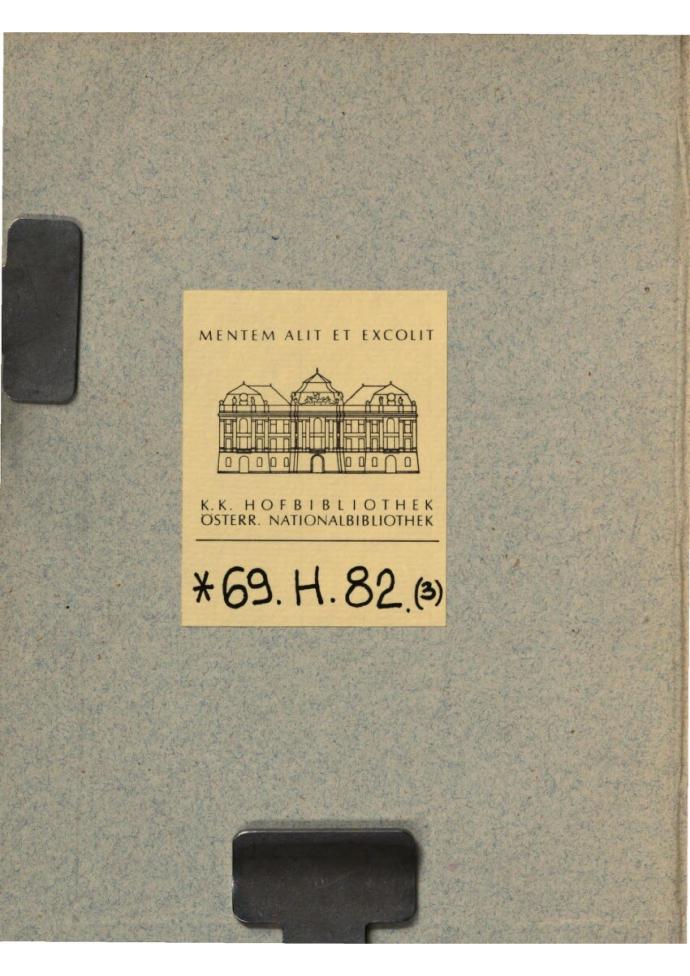 MENTEM ALIT ET EXCOLIT
K.K. HOFBIBLIOTHEK
ÖSTERR. NATIONALBIBLIOTHEK
*69.H.82.(3)